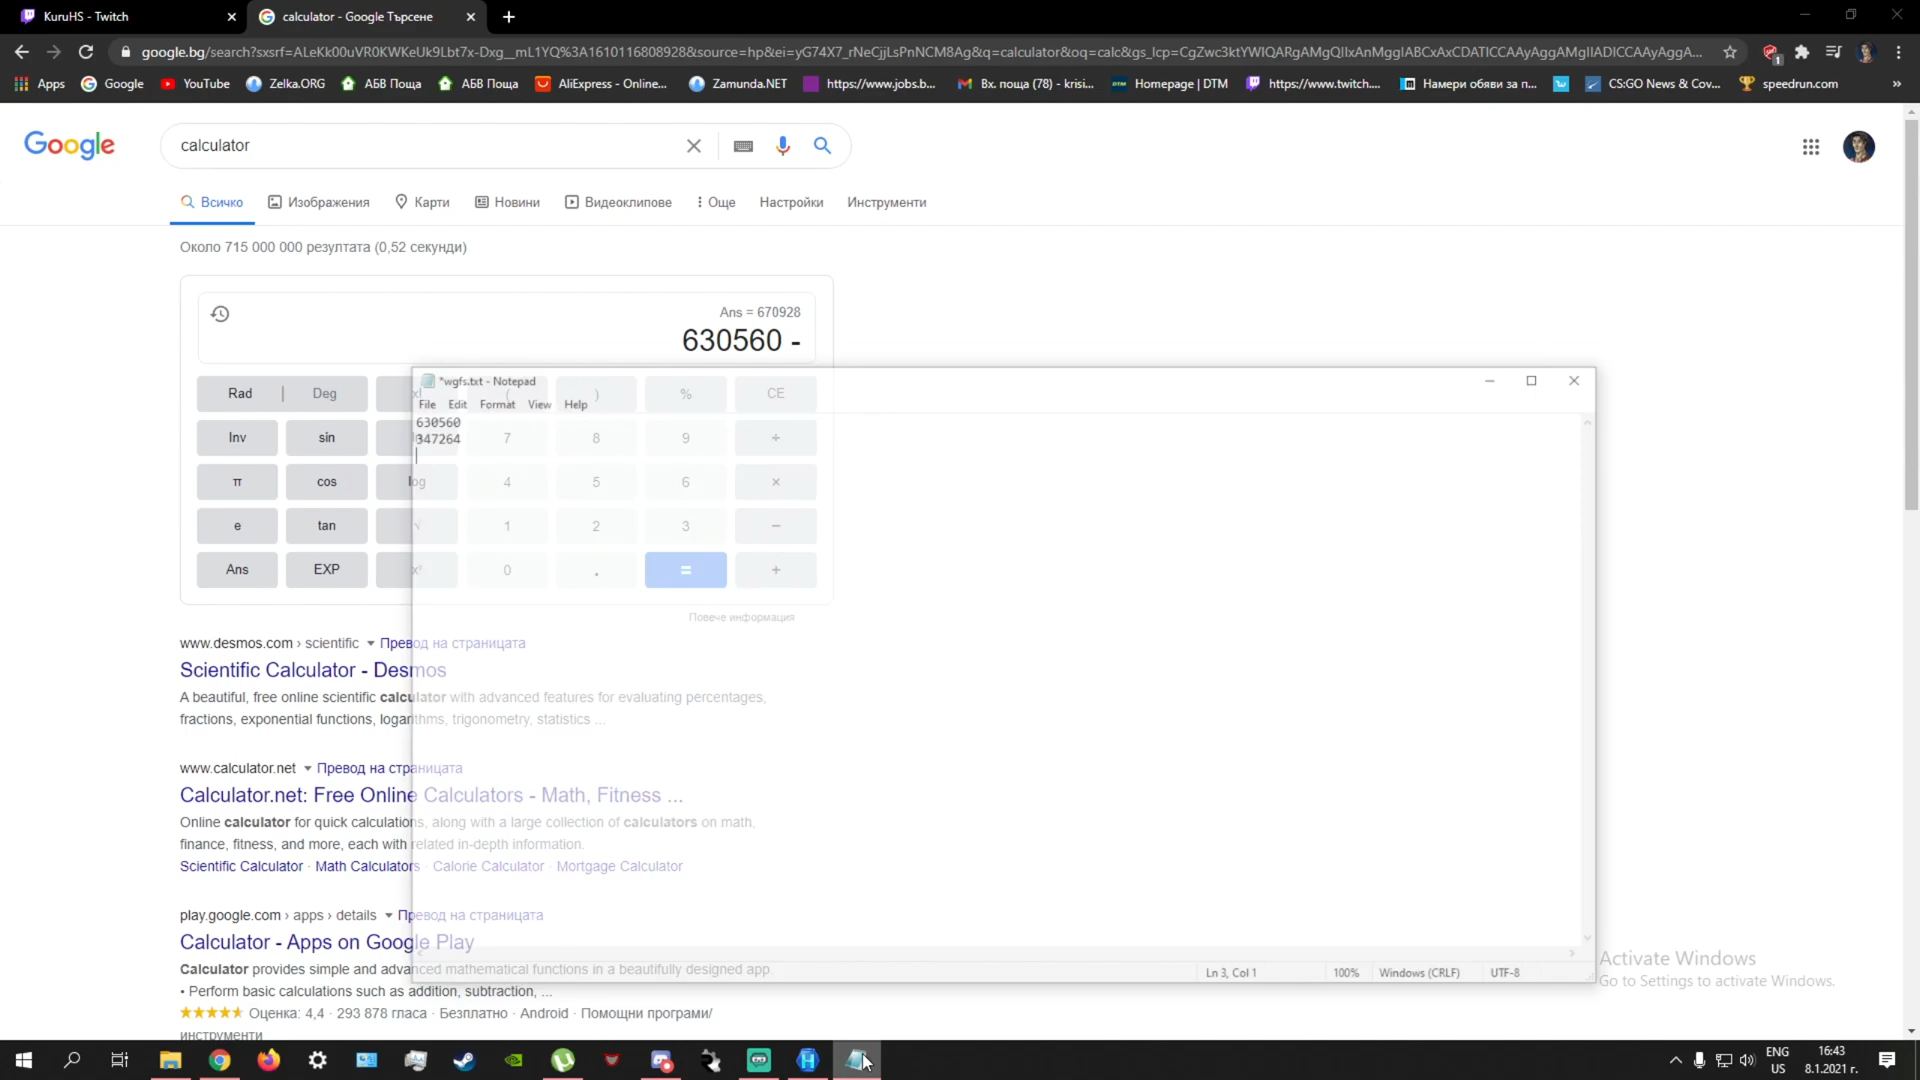 KuruHS - Twitch
calculator - Google Търсене
google.bg/search?sxsrf=ALeKk00uVR0KWKeUk9Lbt7x-Dxg__mL1YQ%3A1610116808928&source=hp&ei=yG74X7_rNeCjjLsPnNCM8Ag&q=calculator&oq=calc&gs_lcp=CgZwc3ktYWIQARgAMgQIIxAnMggIABCxAxCDATICCAAyAggAMgIIADICCAAyAggA...
Apps Google YouTube Zelka.ORG АБВ Поща АБВ Поща AliExpress - Online... Zamunda.NET https://www.jobs.b... Вх. поща (78) - krisi... Homepage | DTM https://www.twitch.... Намери обяви за п... CS:GO News & Cov... speedrun.com »
Google
calculator
Всичко Изображения Карти Новини Видеоклипове Още Настройки Инструменти
Около 715 000 000 резултата (0,52 секунди)
Ans = 670928
630560 -
*wgfs.txt - Notepad
File Edit Format View Help
630560
347264
Rad | Deg x! ( ) % CE
Inv sin 7 8 9 ÷
π cos log 4 5 6 ×
e tan √ 1 2 3 −
Ans EXP 0 . = +
Повече информация
www.desmos.com › scientific Превод на страницата
Scientific Calculator - Desmos
A beautiful, free online scientific calculator with advanced features for evaluating percentages,
fractions, exponential functions, logarithms, trigonometry, statistics ...
www.calculator.net Превод на страницата
Calculator.net: Free Online Calculators - Math, Fitness ...
Online calculator for quick calculations, along with a large collection of calculators on math,
finance, fitness, and more, each with related in-depth information.
Scientific Calculator · Math Calculators · Calorie Calculator · Mortgage Calculator
play.google.com › apps › details Превод на страницата
Calculator - Apps on Google Play
Calculator provides simple and advanced mathematical functions in a beautifully designed app.
• Perform basic calculations such as addition, subtraction, ...
Оценка: 4,4 · 293 878 гласа · Безплатно · Android · Помощни програми/
инструменти
Ln 3, Col 1 100% Windows (CRLF) UTF-8
Activate Windows
Go to Settings to activate Windows.
ENG
US
16:43
8.1.2021 г.